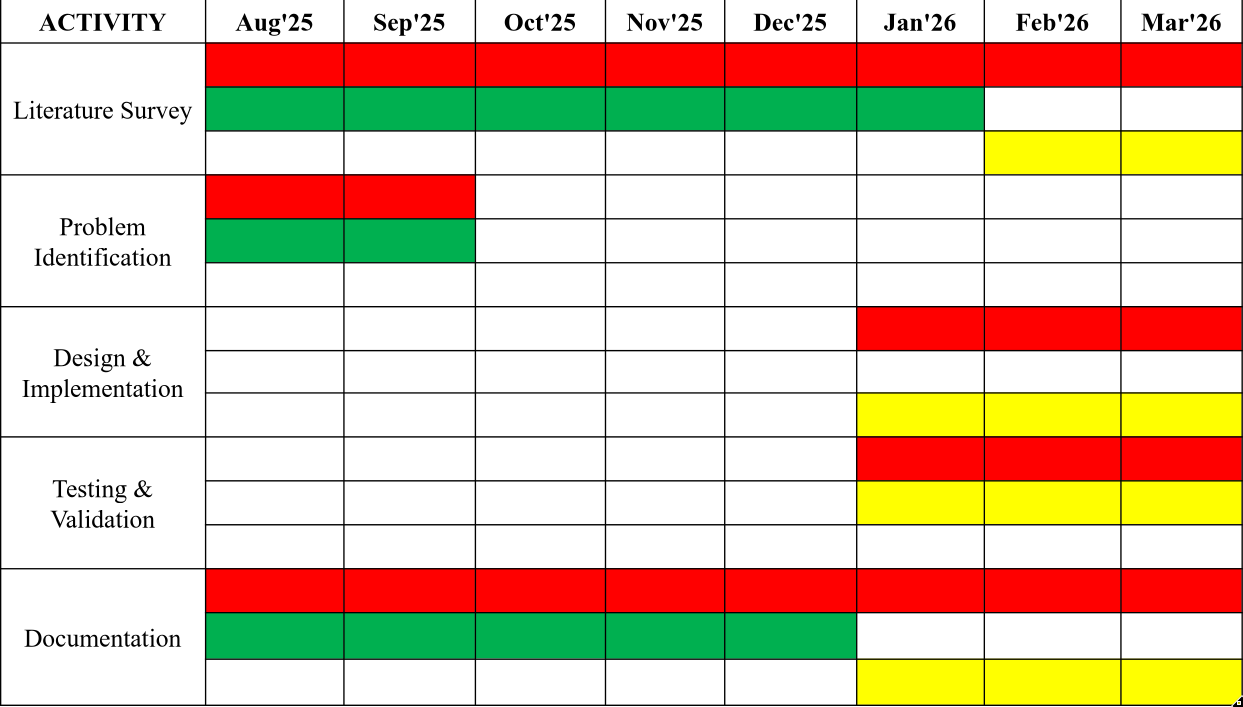 ACTIVITY Aug'25 Sep'25 Oct'25 Nov'25 Dec'25 Jan'26 Feb'26 Mar'26
Literature Survey
Problem
Identification
Design &
Implementation
Testing &
Validation
Documentation